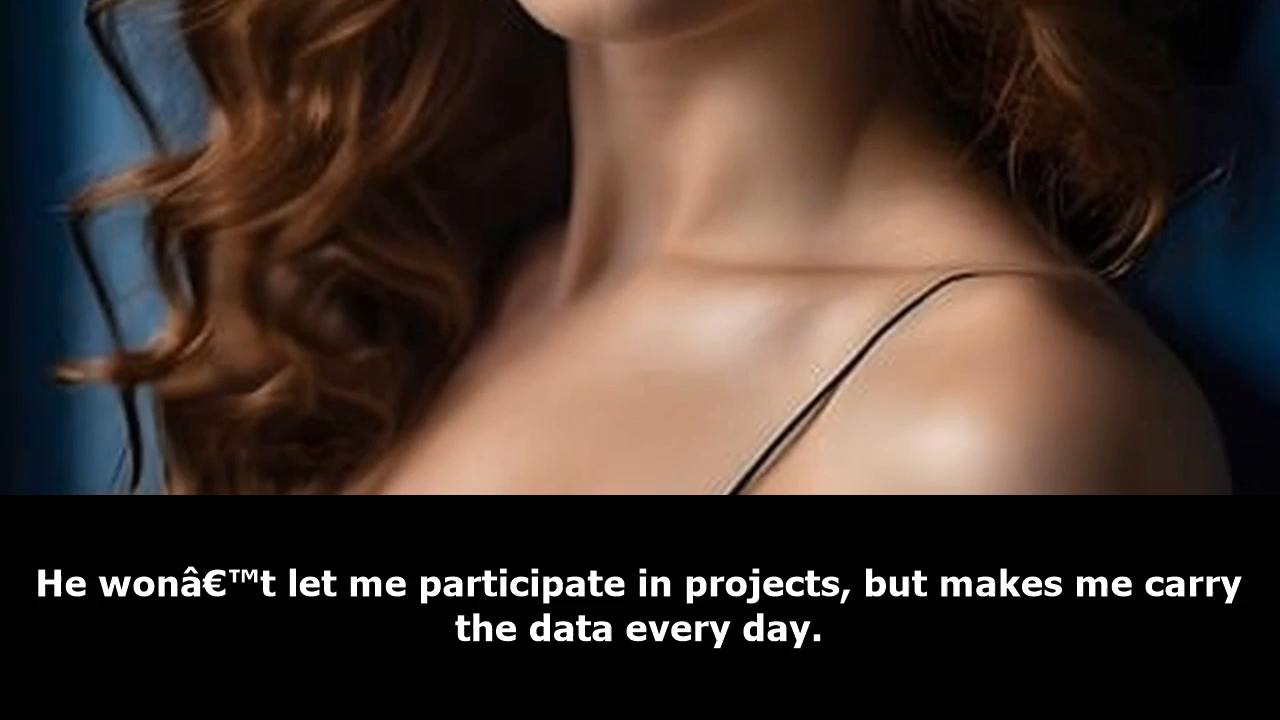 He wonâ€™t let me participate in projects, but makes me carry
the data every day.